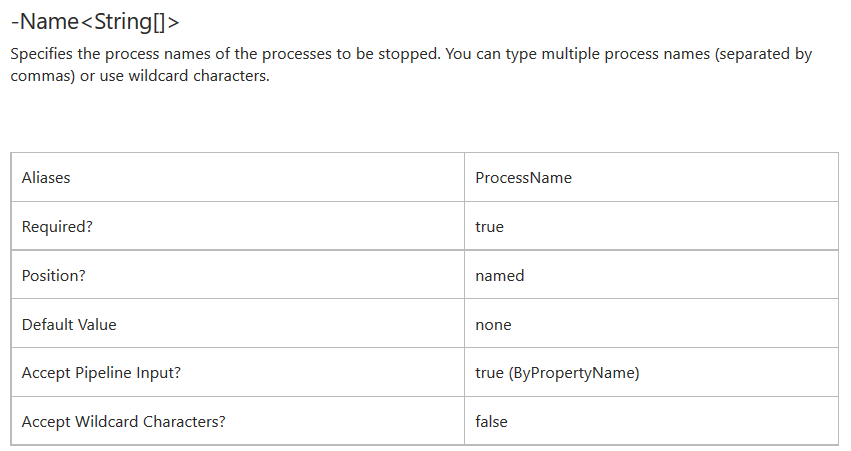 -Name<String[]>
Specifies the process names of the processes to be stopped. You can type multiple process names (separated by
commas) or use wildcard characters.
Aliases ProcessName
Required? true
Position? named
Default Value none
Accept Pipeline Input? true (ByPropertyName)
Accept Wildcard Characters? false